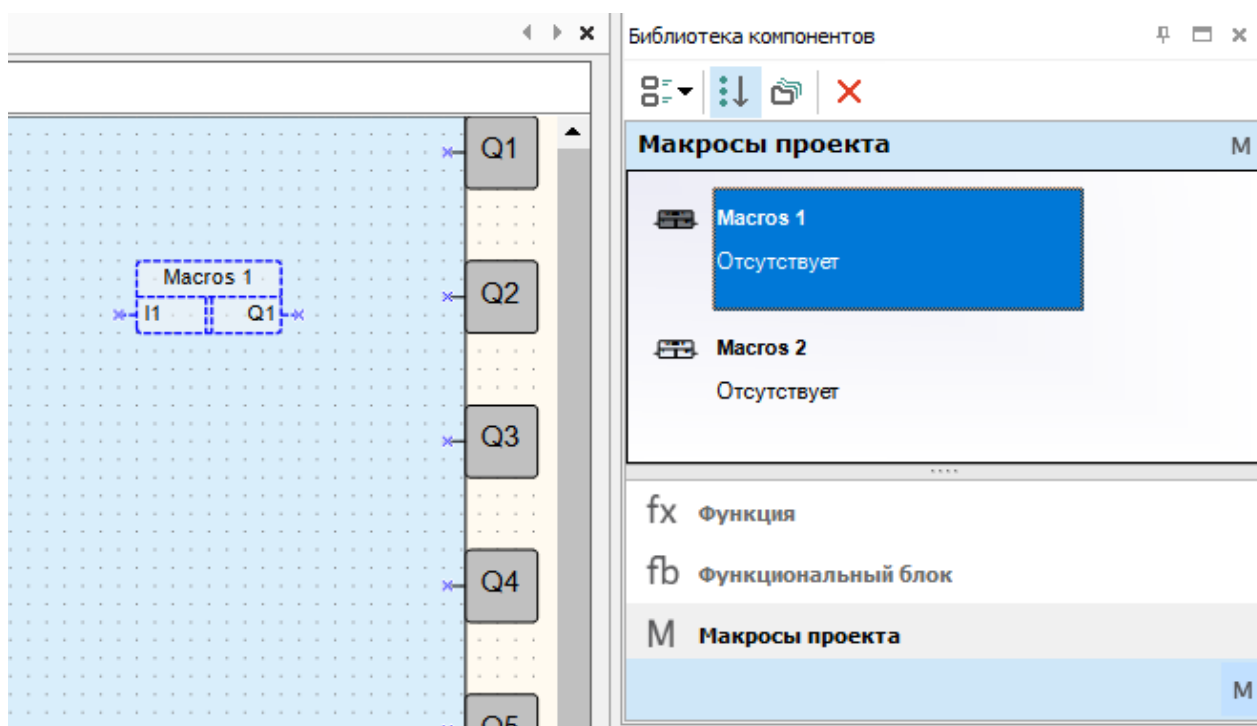 Библиотека компонентов
Макросы проекта M
Q1
Macros 1
Отсутствует
Macros 1
I1 Q1
Q2
Macros 2
Отсутствует
Q3
fx Функция
fb Функциональный блок
Q4
M Макросы проекта
M
Q5